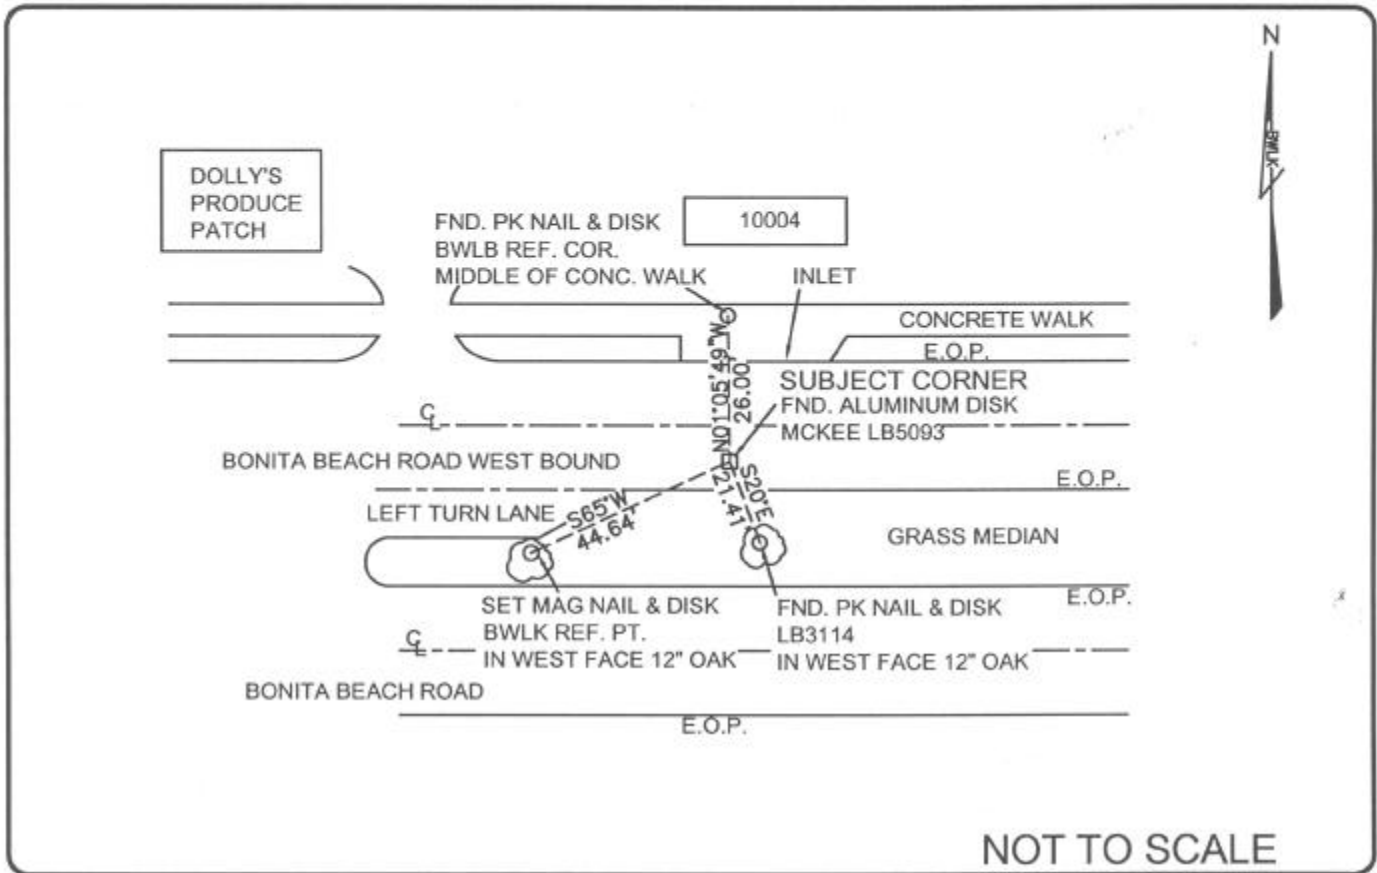 N
BWLK
DOLLY'S
PRODUCE
PATCH
FND. PK NAIL & DISK
BWLB REF. COR.
MIDDLE OF CONC. WALK
10004
INLET
CONCRETE WALK
E.O.P.
N01°05'49"W
26.00'
SUBJECT CORNER
FND. ALUMINUM DISK
MCKEE LB5093
CL
BONITA BEACH ROAD WEST BOUND
E.O.P.
LEFT TURN LANE
S65°W
44.64'
S20°E
21.41'
GRASS MEDIAN
E.O.P.
SET MAG NAIL & DISK
BWLK REF. PT.
IN WEST FACE 12" OAK
FND. PK NAIL & DISK
LB3114
IN WEST FACE 12" OAK
CL
BONITA BEACH ROAD
E.O.P.
NOT TO SCALE